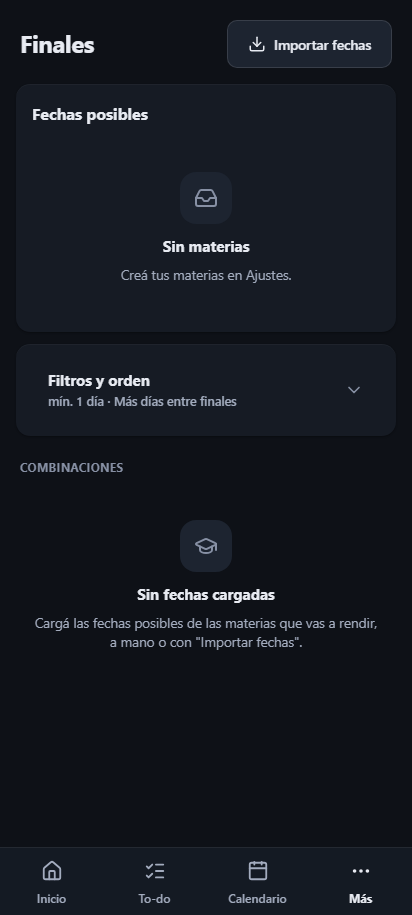 Finales
Importar fechas
Fechas posibles
Sin materias
Creá tus materias en Ajustes.
Filtros y orden
mín. 1 día · Más días entre finales
COMBINACIONES
Sin fechas cargadas
Cargá las fechas posibles de las materias que vas a rendir,
a mano o con "Importar fechas".
Inicio
To-do
Calendario
Más